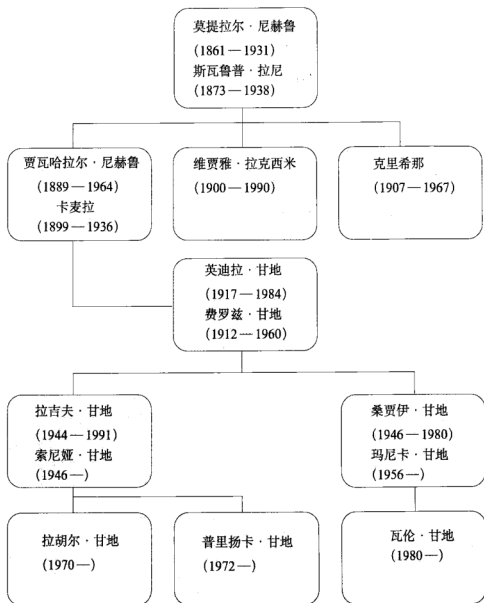 莫提拉尔·尼赫鲁
(1861—1931)
斯瓦鲁普·拉尼
(1873—1938)
贾瓦哈拉尔·尼赫鲁
(1889—1964)
卡麦拉
(1899—1936)
维贾雅·拉克西米
(1900—1990)
克里希那
(1907—1967)
英迪拉·甘地
(1917—1984)
费罗兹·甘地
(1912—1960)
拉吉夫·甘地
(1944—1991)
索尼娅·甘地
(1946—)
桑贾伊·甘地
(1946—1980)
玛尼卡·甘地
(1956—)
拉胡尔·甘地
(1970—)
普里扬卡·甘地
(1972—)
瓦伦·甘地
(1980—)